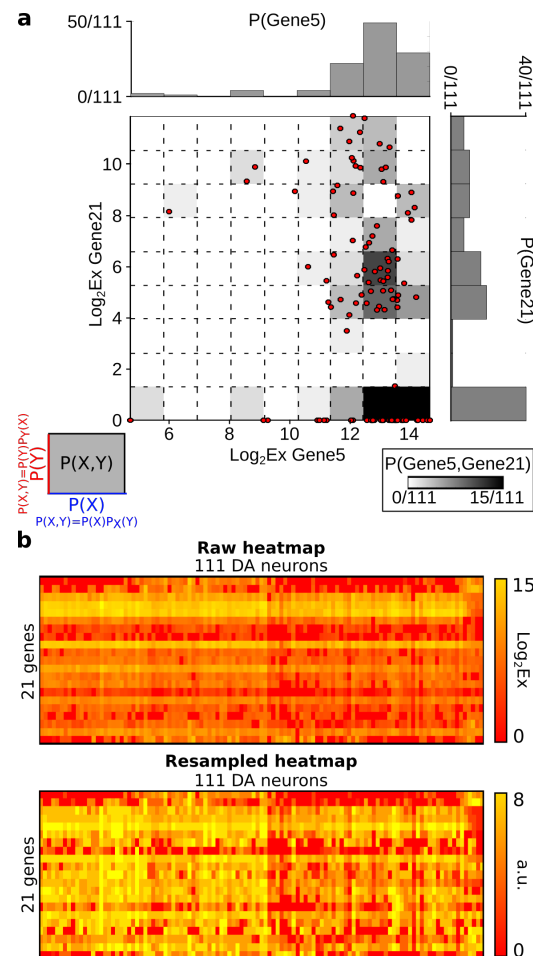 a
P(Gene5)
50/111
0/111
0/111
40/111
10
8
6
4
2
0
Log2Ex Gene21
P(Gene21)
6
8
10
12
14
Log2Ex Gene5
P(X,Y)=P(Y)PY(X)
P(Y)
P(X,Y)
P(X)
P(X,Y)=P(X)PX(Y)
P(Gene5,Gene21)
0/111
15/111
b
Raw heatmap
111 DA neurons
21 genes
15
Log2Ex
0
Resampled heatmap
111 DA neurons
21 genes
8
a.u.
0